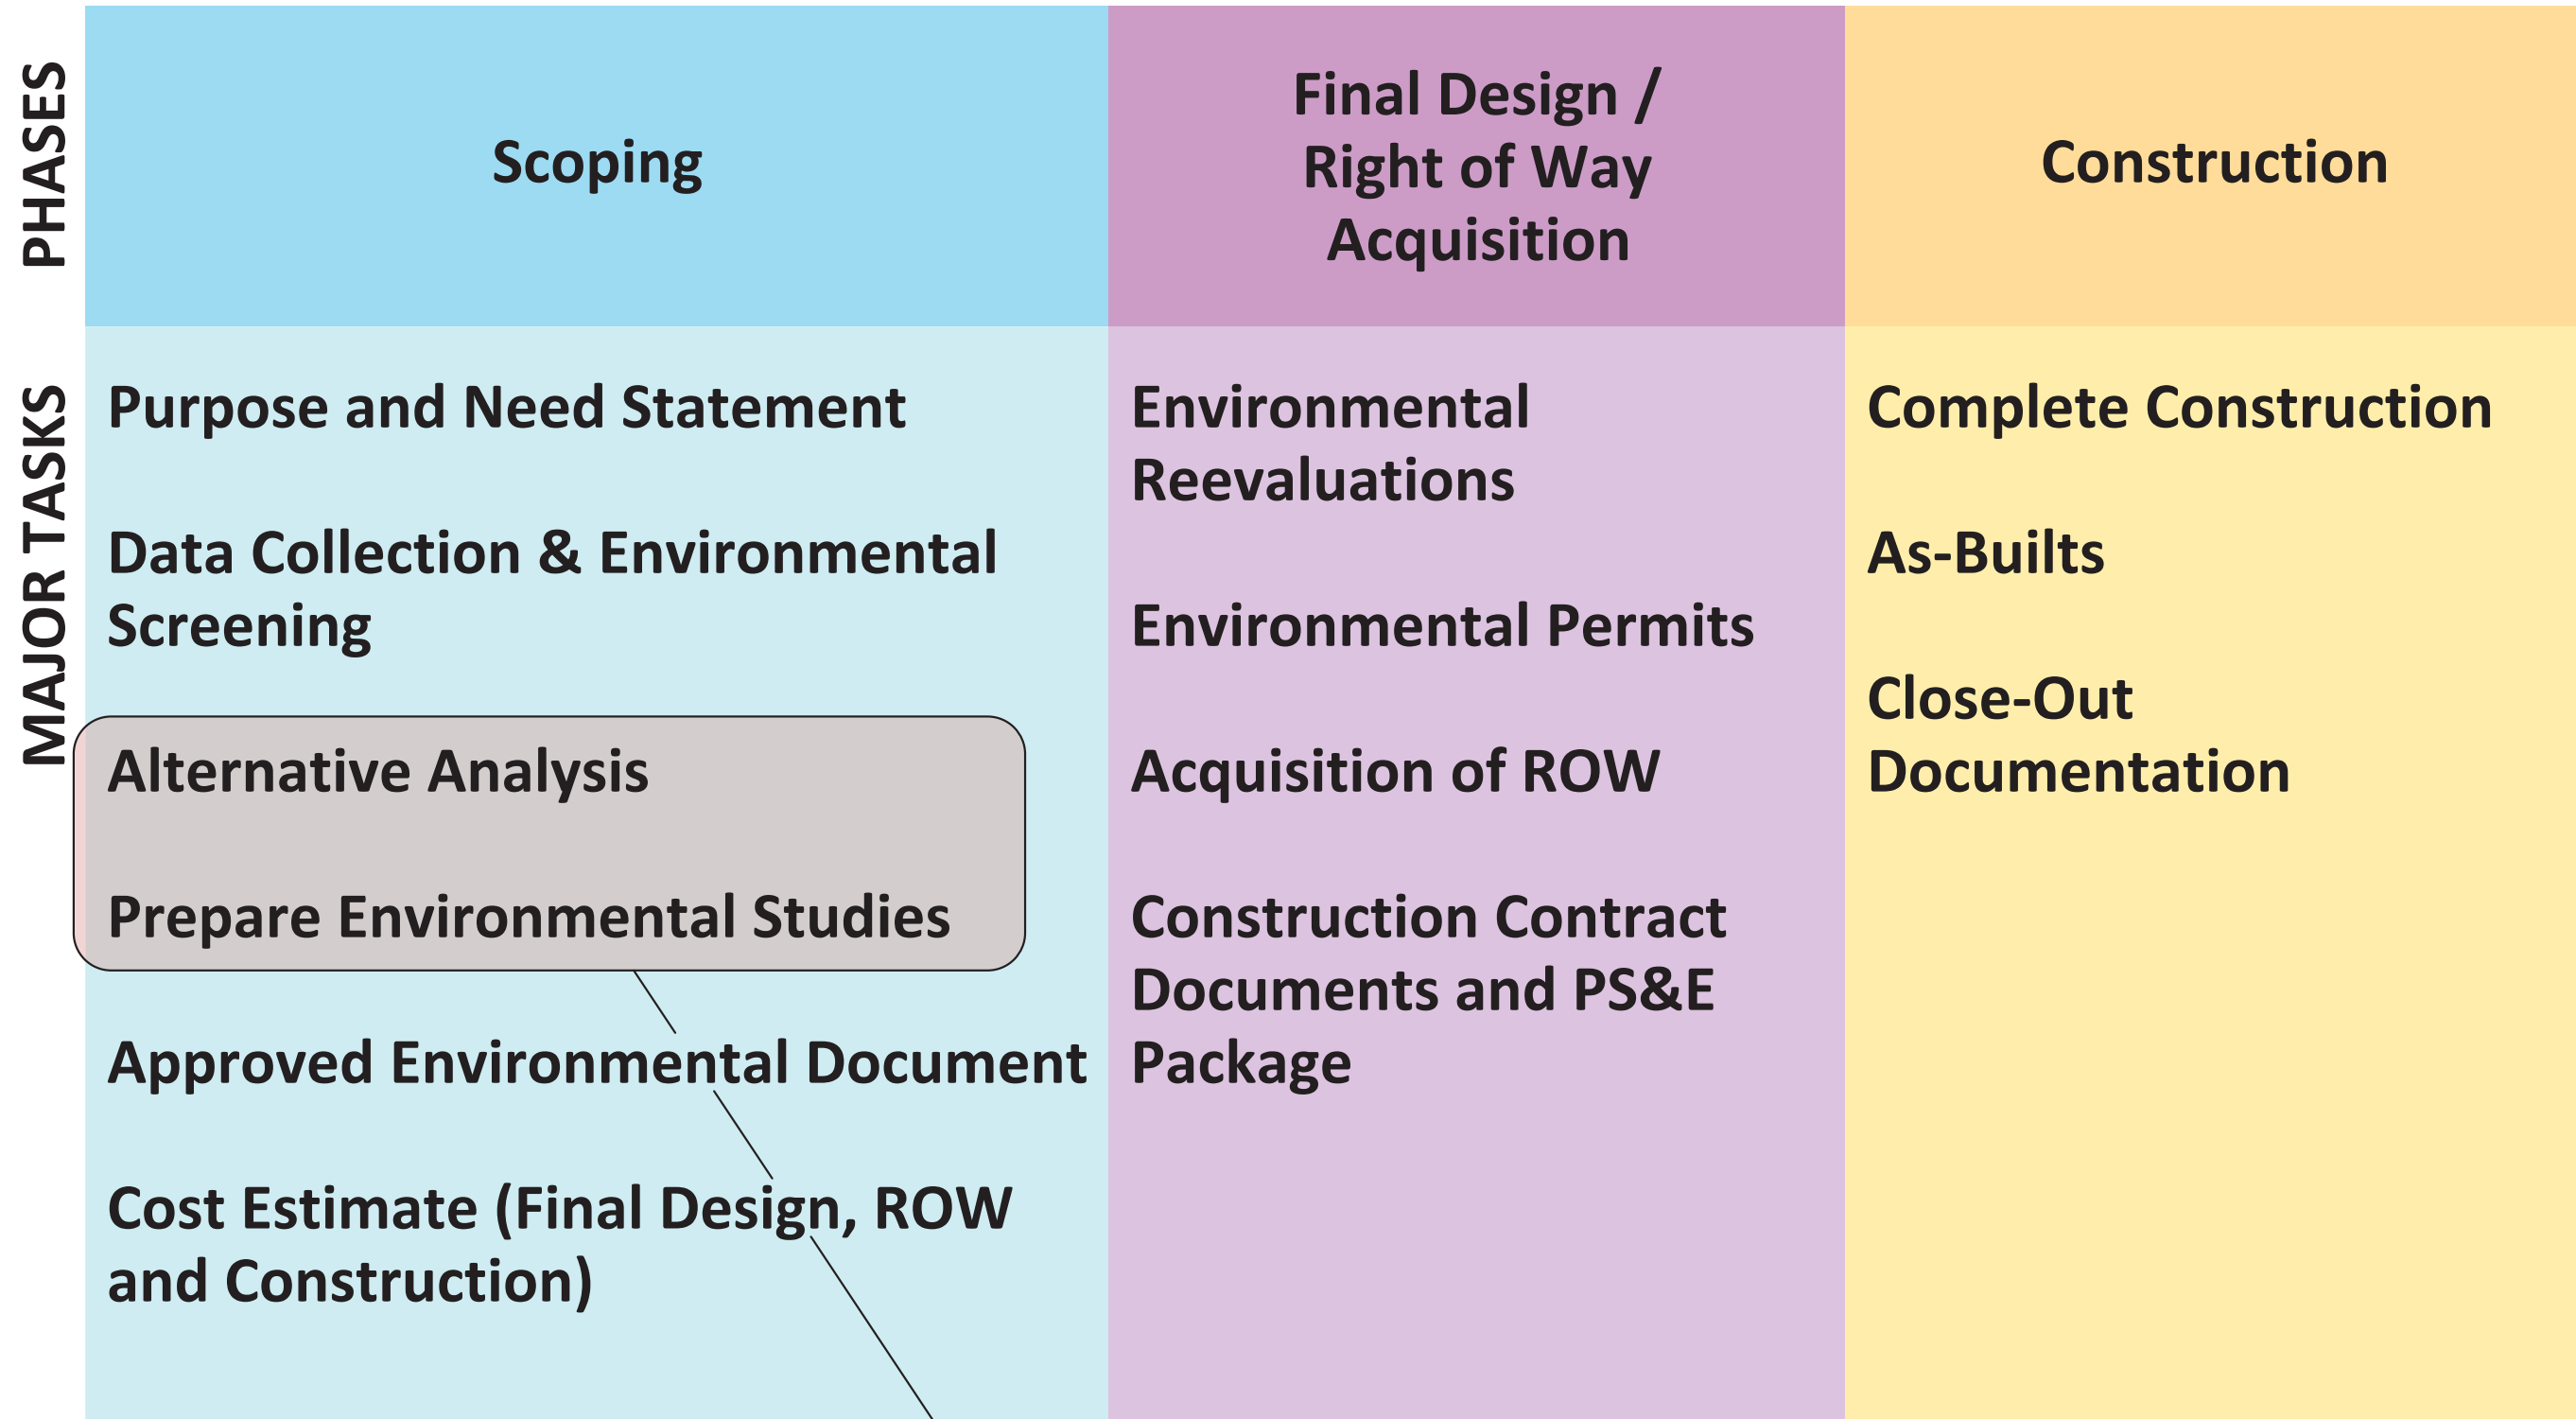 PHASES
Scoping
Final Design /
Right of Way
Acquisition
Construction
MAJOR TASKS
Purpose and Need Statement
Data Collection & Environmental
Screening
Alternative Analysis
Prepare Environmental Studies
Approved Environmental Document
Cost Estimate (Final Design, ROW
and Construction)
Environmental
Reevaluations
Environmental Permits
Acquisition of ROW
Construction Contract
Documents and PS&E
Package
Complete Construction
As-Builts
Close-Out
Documentation